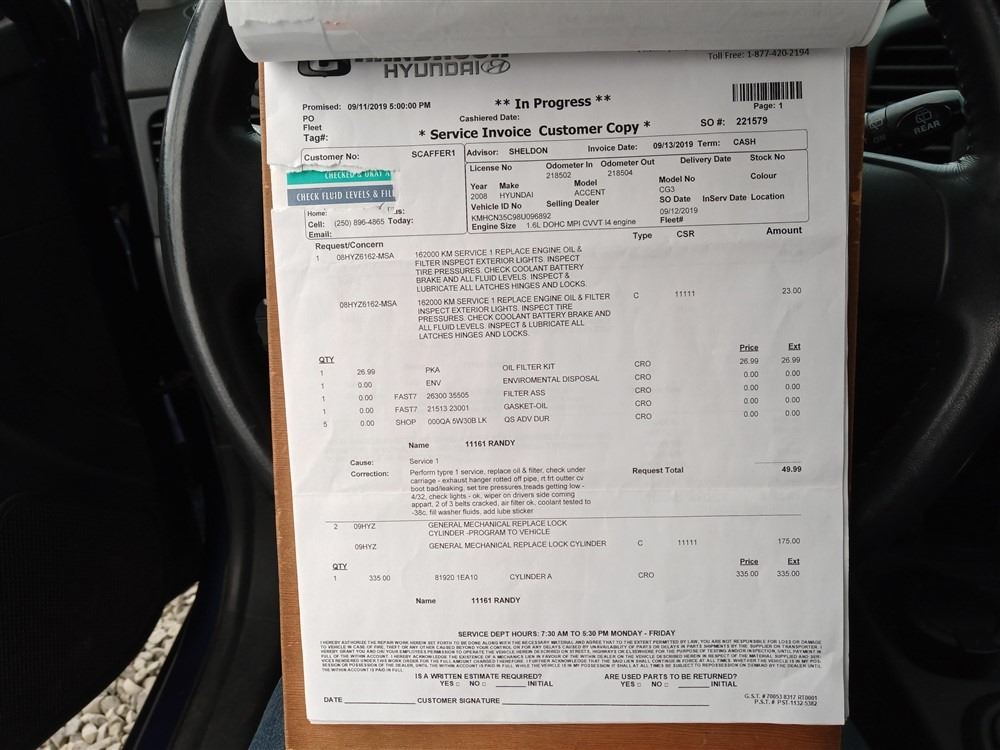 Toll Free: 1-877-420-2194
HYUNDAI
Promised: 09/11/2019 5:00:00 PM
** In Progress **
Page: 1
PO
Cashiered Date:
Fleet
SO #: 221579
Tag#:
* Service Invoice Customer Copy *
Customer No: SCAFFER1
Advisor: SHELDON Invoice Date: 09/13/2019 Term: CASH
License No Odometer In Odometer Out Delivery Date Stock No
218502 218504
CHECKED & OKAY A
CHECK FLUID LEVELS & FILL
Year Make Model Model No Colour
2008 HYUNDAI ACCENT CG3
Vehicle ID No Selling Dealer SO Date InServ Date Location
KMHCN35C98U096892 09/12/2019
Engine Size 1.6L DOHC MPI CVVT I4 engine Fleet#
Home:
Cell: (250) 896-4865 Today:
Email:
Request/Concern Type CSR Amount
1 08HYZ6162-MSA 162000 KM SERVICE 1 REPLACE ENGINE OIL &
FILTER INSPECT EXTERIOR LIGHTS. INSPECT
TIRE PRESSURES. CHECK COOLANT BATTERY
BRAKE AND ALL FLUID LEVELS. INSPECT &
LUBRICATE ALL LATCHES HINGES AND LOCKS.
08HYZ6162-MSA 162000 KM SERVICE 1 REPLACE ENGINE OIL & FILTER C 11111 23.00
INSPECT EXTERIOR LIGHTS. INSPECT TIRE
PRESSURES. CHECK COOLANT BATTERY BRAKE AND
ALL FLUID LEVELS. INSPECT & LUBRICATE ALL
LATCHES HINGES AND LOCKS.
QTY Price Ext
1 26.99 PKA OIL FILTER KIT CRO 26.99 26.99
1 0.00 ENV ENVIROMENTAL DISPOSAL CRO 0.00 0.00
1 0.00 FAST7 26300 35505 FILTER ASS CRO 0.00 0.00
1 0.00 FAST7 21513 23001 GASKET-OIL CRO 0.00 0.00
5 0.00 SHOP 000QA 5W30B LK QS ADV DUR CRO 0.00 0.00
Name 11161 RANDY
Cause: Service 1
Correction: Perform typre 1 service, replace oil & filter, check under Request Total 49.99
carriage - exhaust hanger rotted off pipe, rt frt outter cv
boot bad/leaking, set tire pressures,treads getting low -
4/32, check lights - ok, wiper on drivers side coming
appart, 2 of 3 belts cracked, air filter ok, coolant tested to
-38c, fill washer fluids, add lube sticker
2 09HYZ GENERAL MECHANICAL REPLACE LOCK
CYLINDER -PROGRAM TO VEHICLE
09HYZ GENERAL MECHANICAL REPLACE LOCK CYLINDER C 11111 175.00
QTY Price Ext
1 335.00 81920 1EA10 CYLINDER A CRO 335.00 335.00
Name 11161 RANDY
SERVICE DEPT HOURS: 7:30 AM TO 5:30 PM MONDAY - FRIDAY
IS A WRITTEN ESTIMATE REQUIRED? ARE USED PARTS TO BE RETURNED?
YES □ NO □ ______ INITIAL YES □ NO □ ______ INITIAL
DATE ____________ CUSTOMER SIGNATURE ____________
G.S.T. # 70053 8317 RT0001
P.S.T. # PST-1132-5382
REAR